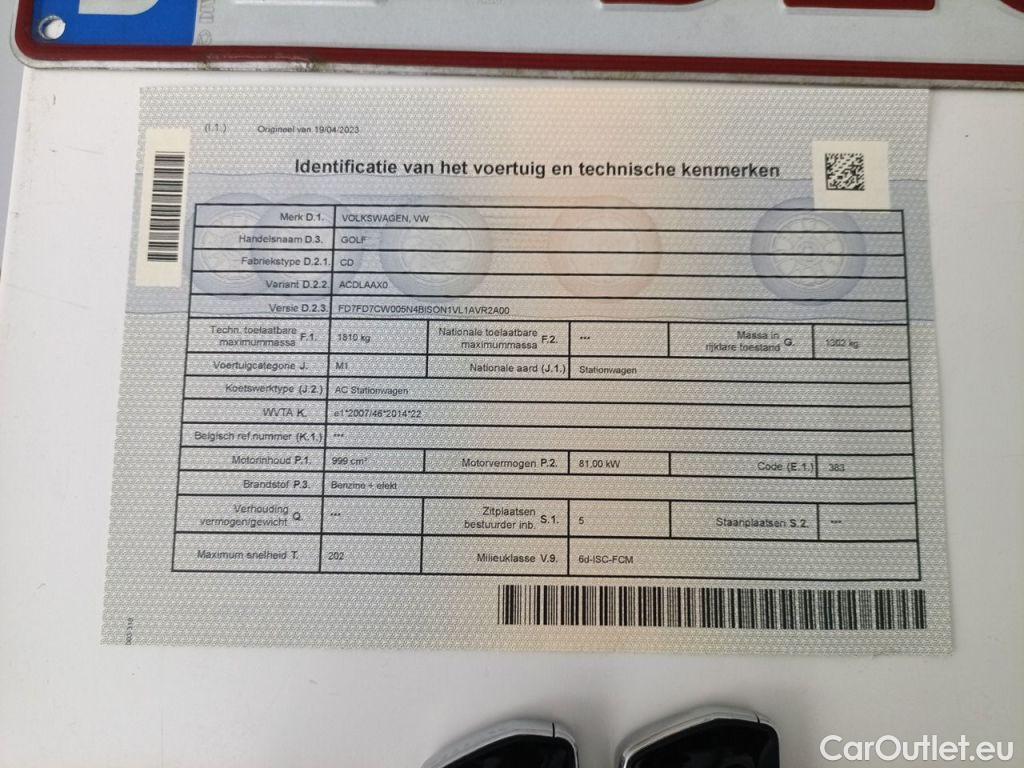 (I.1.) Origineel van 19/04/2023
Identificatie van het voertuig en technische kenmerken
Merk D.1. VOLKSWAGEN, VW
Handelsnaam D.3. GOLF
Fabriekstype D.2.1. CD
Variant D.2.2. ACDLAAX0
Versie D.2.3. FD7FD7CW005N4BISON1VL1AVR2A00
Techn. toelaatbare maximummassa F.1. 1810 kg Nationale toelaatbare maximummassa F.2. *** Massa in rijklare toestand G. 1302 kg
Voertuigcategorie J. M1 Nationale aard (J.1.) Stationwagen
Koetswerktype (J.2.) AC Stationwagen
WVTA K. e1*2007/46*2014*22
Belgisch ref.nummer (K.1.) ***
Motorinhoud P.1. 999 cm³ Motorvermogen P.2. 81,00 kW Code (E.1.) 383
Brandstof P.3. Benzine + elekt
Verhouding vermogen/gewicht Q. *** Zitplaatsen bestuurder inb. S.1. 5 Staanplaatsen S.2. ***
Maximum snelheid T. 202 Milieuklasse V.9. 6d-ISC-FCM
CarOutlet.eu